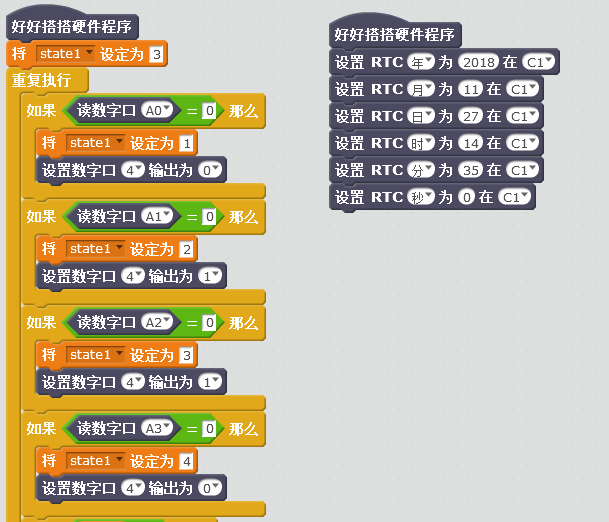 好好搭搭硬件程序
将 state1 设定为 3
重复执行
如果 读数字口 A0 = 0 那么
将 state1 设定为 1
设置数字口 4 输出为 0
如果 读数字口 A1 = 0 那么
将 state1 设定为 2
设置数字口 4 输出为 1
如果 读数字口 A2 = 0 那么
将 state1 设定为 3
设置数字口 4 输出为 1
如果 读数字口 A3 = 0 那么
将 state1 设定为 4
设置数字口 4 输出为 0
好好搭搭硬件程序
设置 RTC 年 为 2018 在 C1
设置 RTC 月 为 11 在 C1
设置 RTC 日 为 27 在 C1
设置 RTC 时 为 14 在 C1
设置 RTC 分 为 35 在 C1
设置 RTC 秒 为 0 在 C1